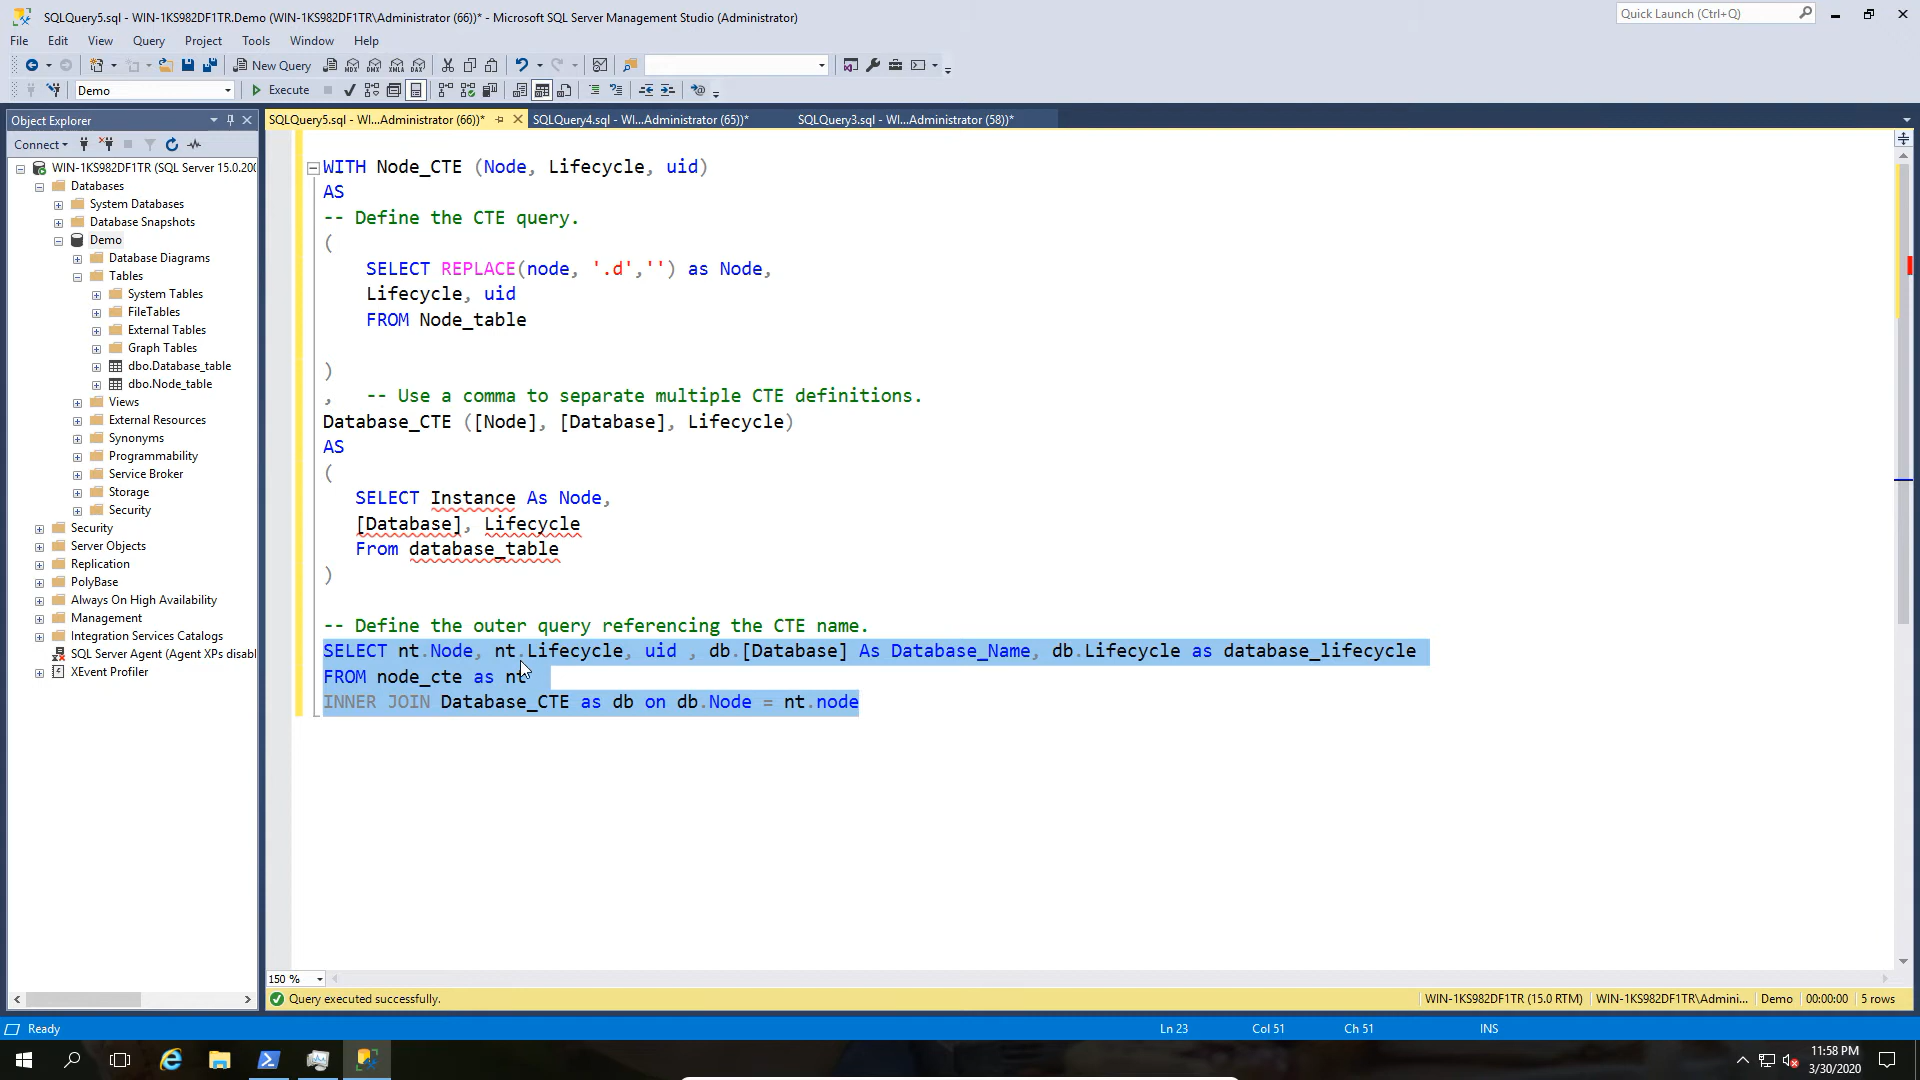 SQLQuery5.sql - WIN-1KS982DF1TR.Demo (WIN-1KS982DF1TR\Administrator (66))* - Microsoft SQL Server Management Studio (Administrator)
Quick Launch (Ctrl+Q)
File Edit View Query Project Tools Window Help
New Query
Demo
Execute
Object Explorer
SQLQuery5.sql - WI...Administrator (66))*
SQLQuery4.sql - WI...Administrator (65))*
SQLQuery3.sql - WI...Administrator (58))*
Connect
WIN-1KS982DF1TR (SQL Server 15.0.200
Databases
System Databases
Database Snapshots
Demo
Database Diagrams
Tables
System Tables
FileTables
External Tables
Graph Tables
dbo.Database_table
dbo.Node_table
Views
External Resources
Synonyms
Programmability
Service Broker
Storage
Security
Security
Server Objects
Replication
PolyBase
Always On High Availability
Management
Integration Services Catalogs
SQL Server Agent (Agent XPs disabl
XEvent Profiler
WITH Node_CTE (Node, Lifecycle, uid)
AS
-- Define the CTE query.
(
SELECT REPLACE(node, '.d','') as Node,
Lifecycle, uid
FROM Node_table
)
, -- Use a comma to separate multiple CTE definitions.
Database_CTE ([Node], [Database], Lifecycle)
AS
(
SELECT Instance As Node,
[Database], Lifecycle
From database_table
)
-- Define the outer query referencing the CTE name.
SELECT nt.Node, nt.Lifecycle, uid , db.[Database] As Database_Name, db.Lifecycle as database_lifecycle
FROM node_cte as nt
INNER JOIN Database_CTE as db on db.Node = nt.node
150 %
Query executed successfully.
WIN-1KS982DF1TR (15.0 RTM)
WIN-1KS982DF1TR\Admini...
Demo
00:00:00
5 rows
Ready
Ln 23
Col 51
Ch 51
INS
11:58 PM
3/30/2020